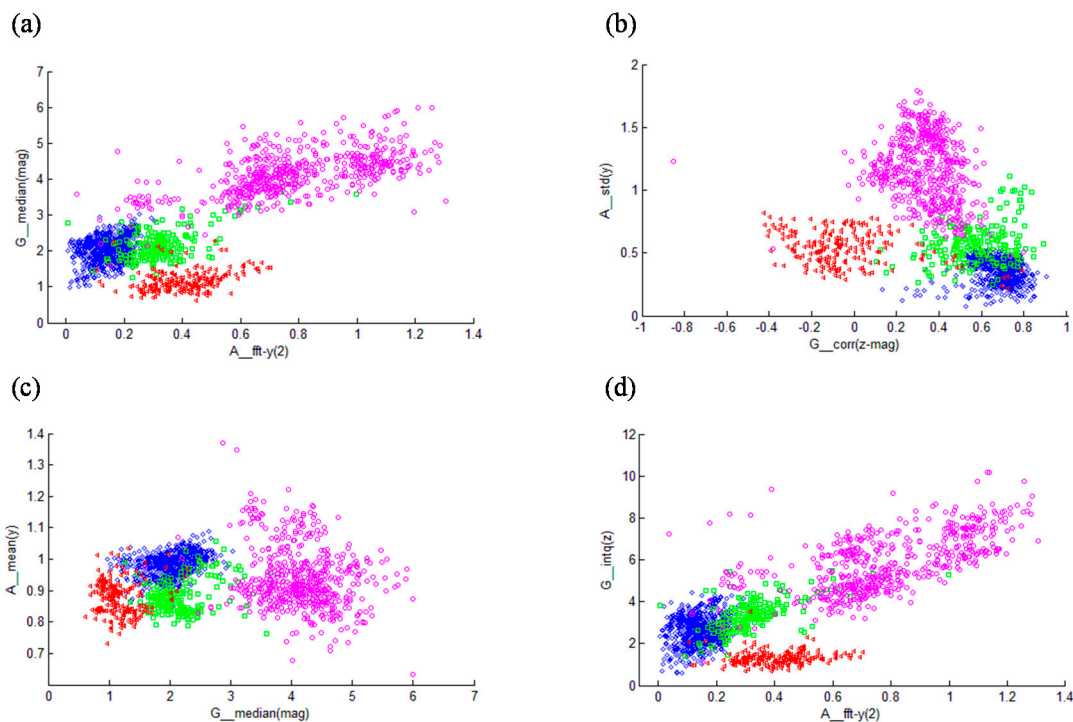 (a)
(b)
7
6
5
4
3
2
1
0
G__median(mag)
0 0.2 0.4 0.6 0.8 1 1.2 1.4
A__fft-y(2)
2
1.5
1
0.5
0
A__std(y)
-1 -0.8 -0.6 -0.4 -0.2 0 0.2 0.4 0.6 0.8 1
G__corr(z-mag)
(c)
(d)
1.4
1.3
1.2
1.1
1
0.9
0.8
0.7
A__mean(y)
0 1 2 3 4 5 6 7
G__median(mag)
12
10
8
6
4
2
0
G__intq(z)
0 0.2 0.4 0.6 0.8 1 1.2 1.4
A__fft-y(2)